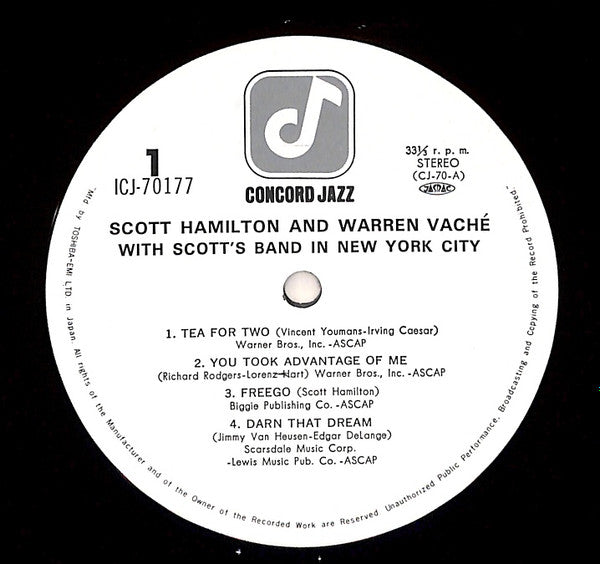 1
ICJ-70177
CONCORD JAZZ
33⅓ r. p. m.
STEREO
(CJ-70-A)
JASRAC
SCOTT HAMILTON AND WARREN VACHÉ
WITH SCOTT'S BAND IN NEW YORK CITY
1. TEA FOR TWO (Vincent Youmans-Irving Caesar)
Warner Bros., Inc. -ASCAP
2. YOU TOOK ADVANTAGE OF ME
(Richard Rodgers-Lorenz Hart) Warner Bros., Inc. -ASCAP
3. FREEGO (Scott Hamilton)
Biggie Publishing Co. -ASCAP
4. DARN THAT DREAM
(Jimmy Van Heusen-Edgar DeLange)
Scarsdale Music Corp.
-Lewis Music Pub. Co. -ASCAP
"Mfd by TOSHIBA-EMI LTD. in Japan. All rights of the Manufacturer and of the Owner of the Recorded Work are Reserved. Unauthorized Public Performance, Broadcasting and Copying of the Record Prohibited."